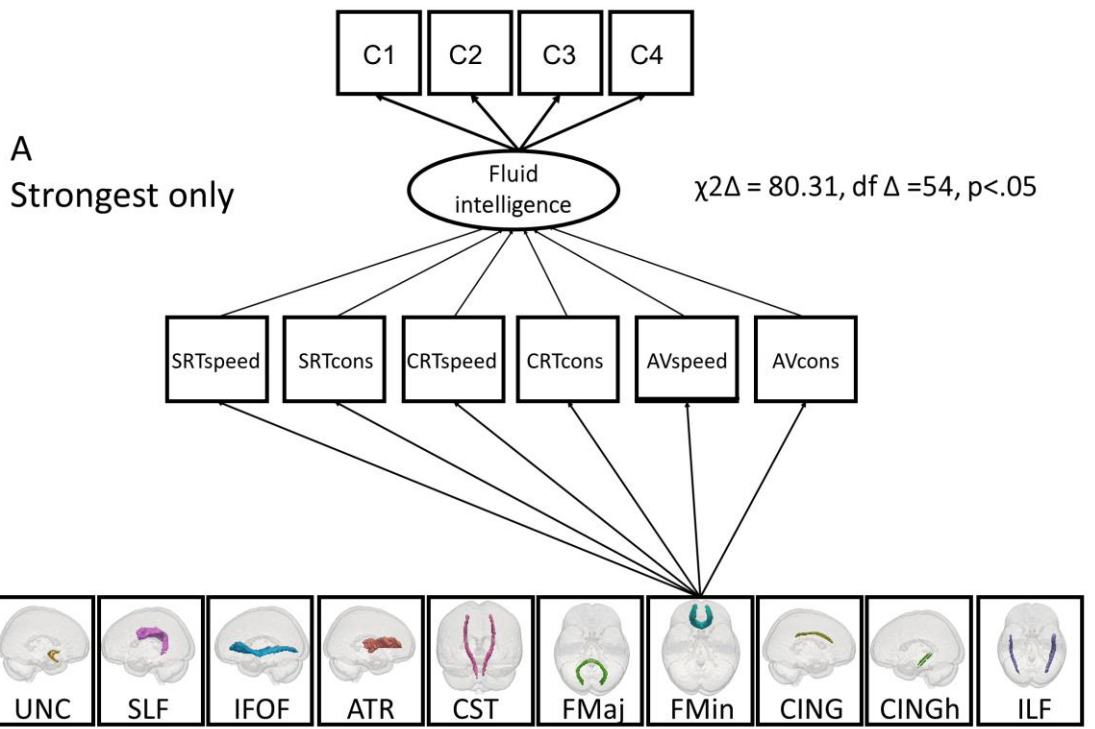 C1 C2 C3 C4
A
Strongest only
Fluid
intelligence
χ2Δ = 80.31, df Δ =54, p<.05
SRTspeed SRTcons CRTspeed CRTcons AVspeed AVcons
UNC SLF IFOF ATR CST FMaj FMin CING CINGh ILF